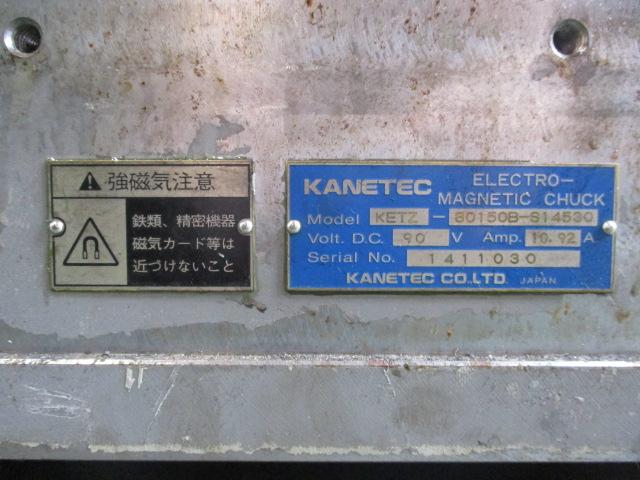 ⚠強磁気注意
鉄類、精密機器
磁気カード等は
近づけないこと
KANETEC ELECTRO-
MAGNETIC CHUCK
Model KETZ - 80150B-S14530
Volt. D.C. 90 V Amp. 10.92 A
Serial No. 1411030
KANETEC CO.LTD. JAPAN